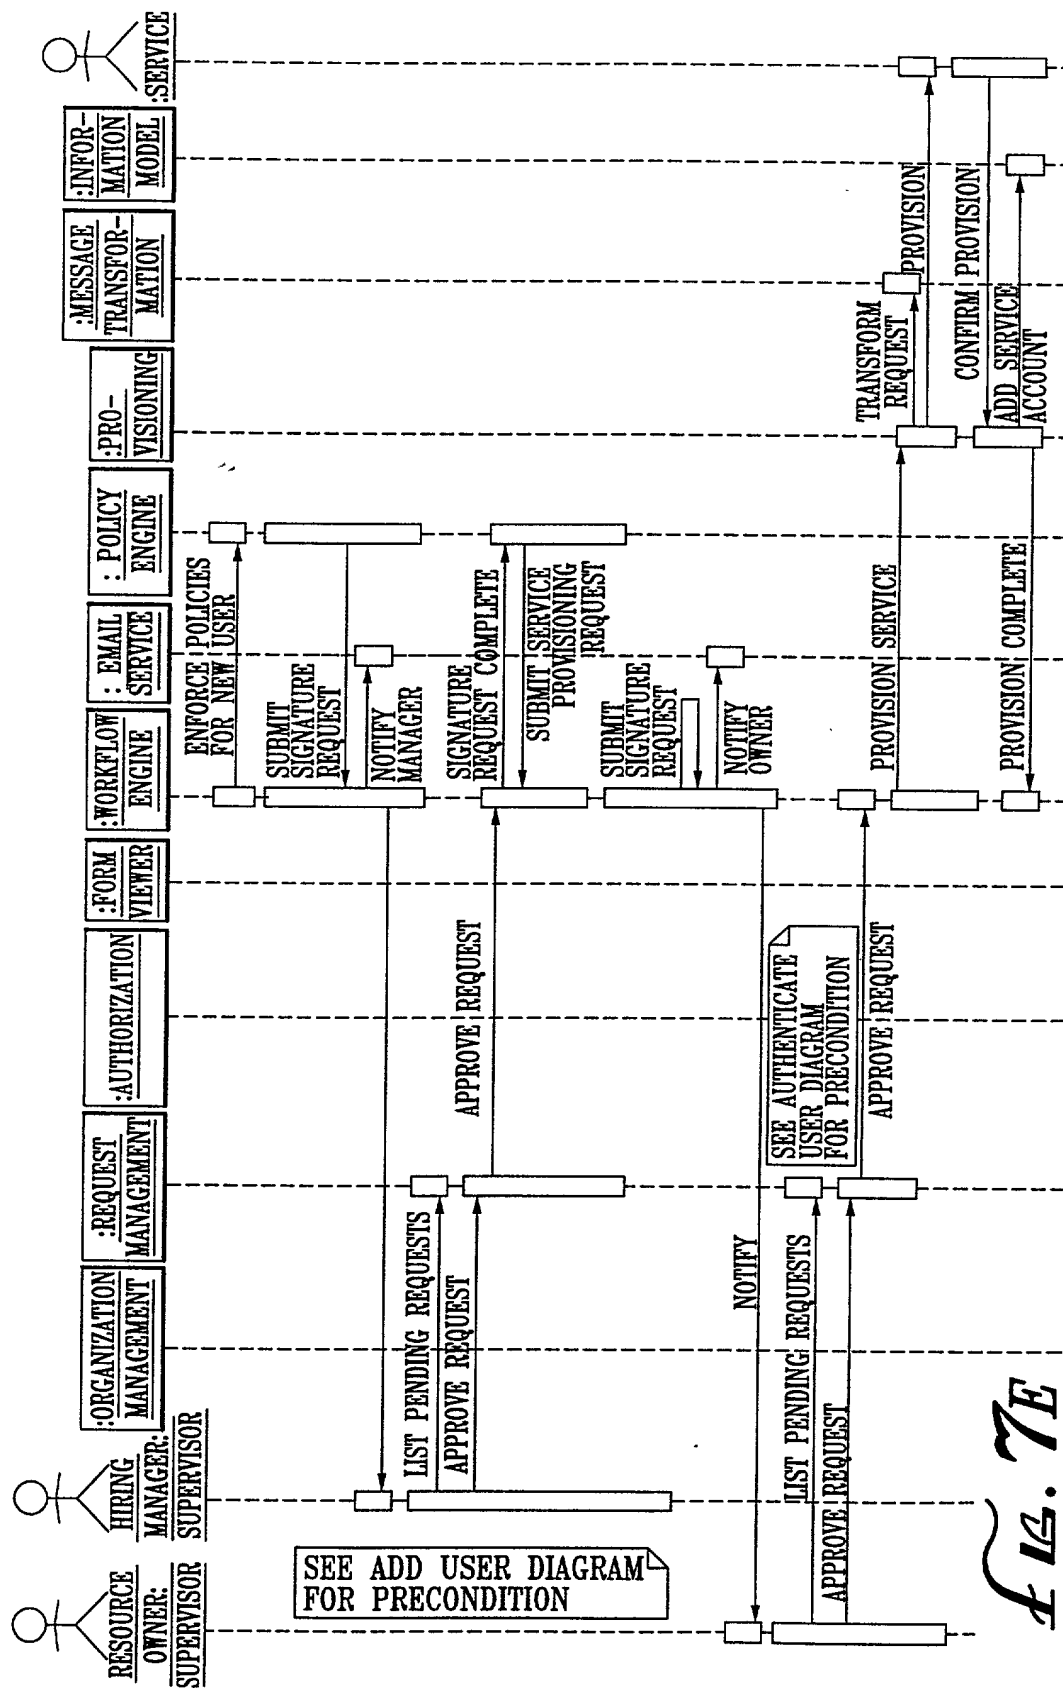 RESOURCE
OWNER:
SUPERVISOR
HIRING
MANAGER:
SUPERVISOR
:ORGANIZATION
MANAGEMENT
:REQUEST
MANAGEMENT
:AUTHORIZATION
:FORM
VIEWER
:WORKFLOW
ENGINE
: EMAIL
SERVICE
: POLICY
ENGINE
:PRO-
VISIONING
:MESSAGE
TRANSFOR-
MATION
:INFOR-
MATION
MODEL
:SERVICE
ENFORCE POLICIES
FOR NEW USER
SUBMIT
SIGNATURE
REQUEST
NOTIFY
MANAGER
SEE ADD USER DIAGRAM
FOR PRECONDITION
LIST PENDING REQUESTS
APPROVE REQUEST
APPROVE REQUEST
SIGNATURE
REQUEST COMPLETE
SUBMIT SERVICE
PROVISIONING
REQUEST
SUBMIT
SIGNATURE
REQUEST
NOTIFY
OWNER
NOTIFY
SEE AUTHENTICATE
USER DIAGRAM
FOR PRECONDITION
LIST PENDING REQUESTS
APPROVE REQUEST
APPROVE REQUEST
PROVISION SERVICE
TRANSFORM
REQUEST
PROVISION
CONFIRM PROVISION
ADD SERVICE
ACCOUNT
PROVISION COMPLETE
FIG. 7E